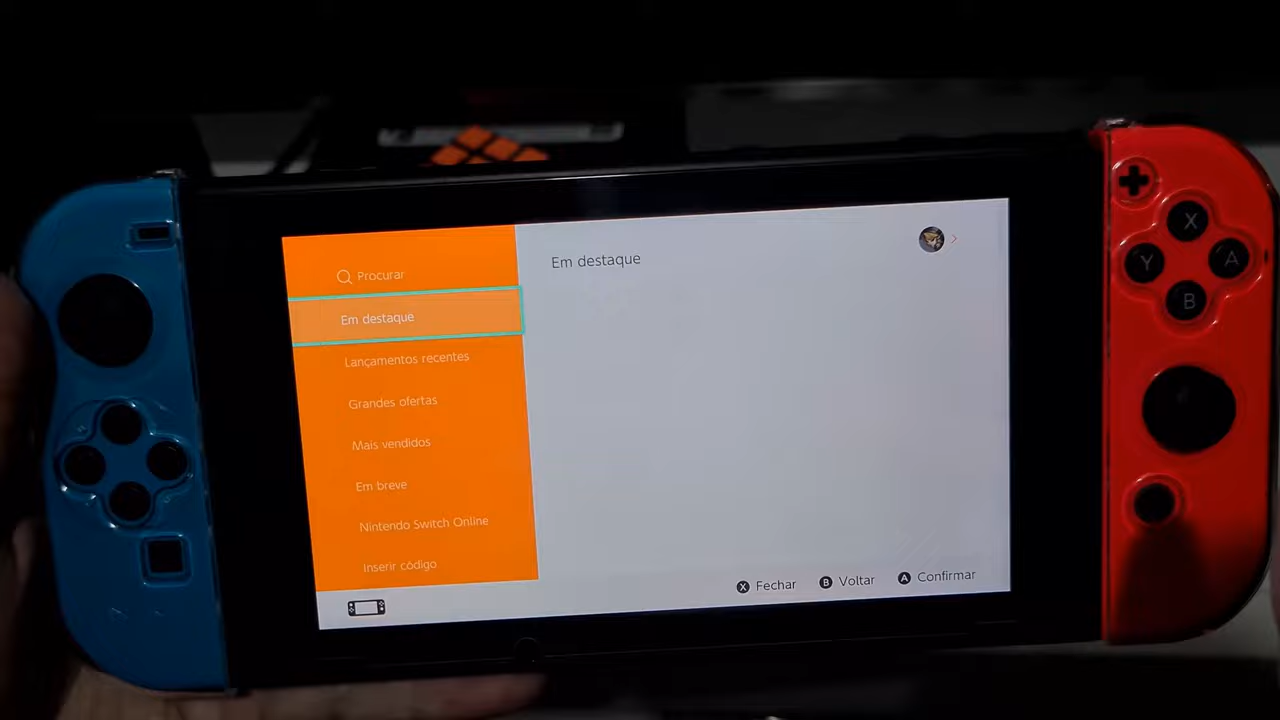 Procurar
Em destaque
Lançamentos recentes
Grandes ofertas
Mais vendidos
Em breve
Nintendo Switch Online
Inserir código
Em destaque
X Fechar B Voltar A Confirmar
X
Y A
B